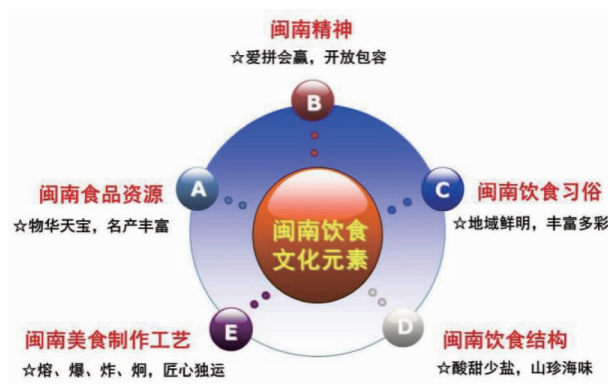 闽南精神
☆爱拼会赢，开放包容
B
A
闽南食品资源
☆物华天宝，名产丰富
C
闽南饮食习俗
☆地域鲜明，丰富多彩
闽南饮食
文化元素
E
闽南美食制作工艺
☆熔、爆、炸、炯，匠心独运
D
闽南饮食结构
☆酸甜少盐，山珍海味